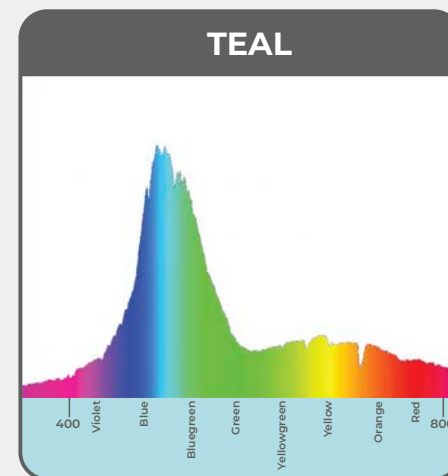 TEAL
400
Violet
Blue
Bluegreen
Green
Yellowgreen
Yellow
Orange
Red
800